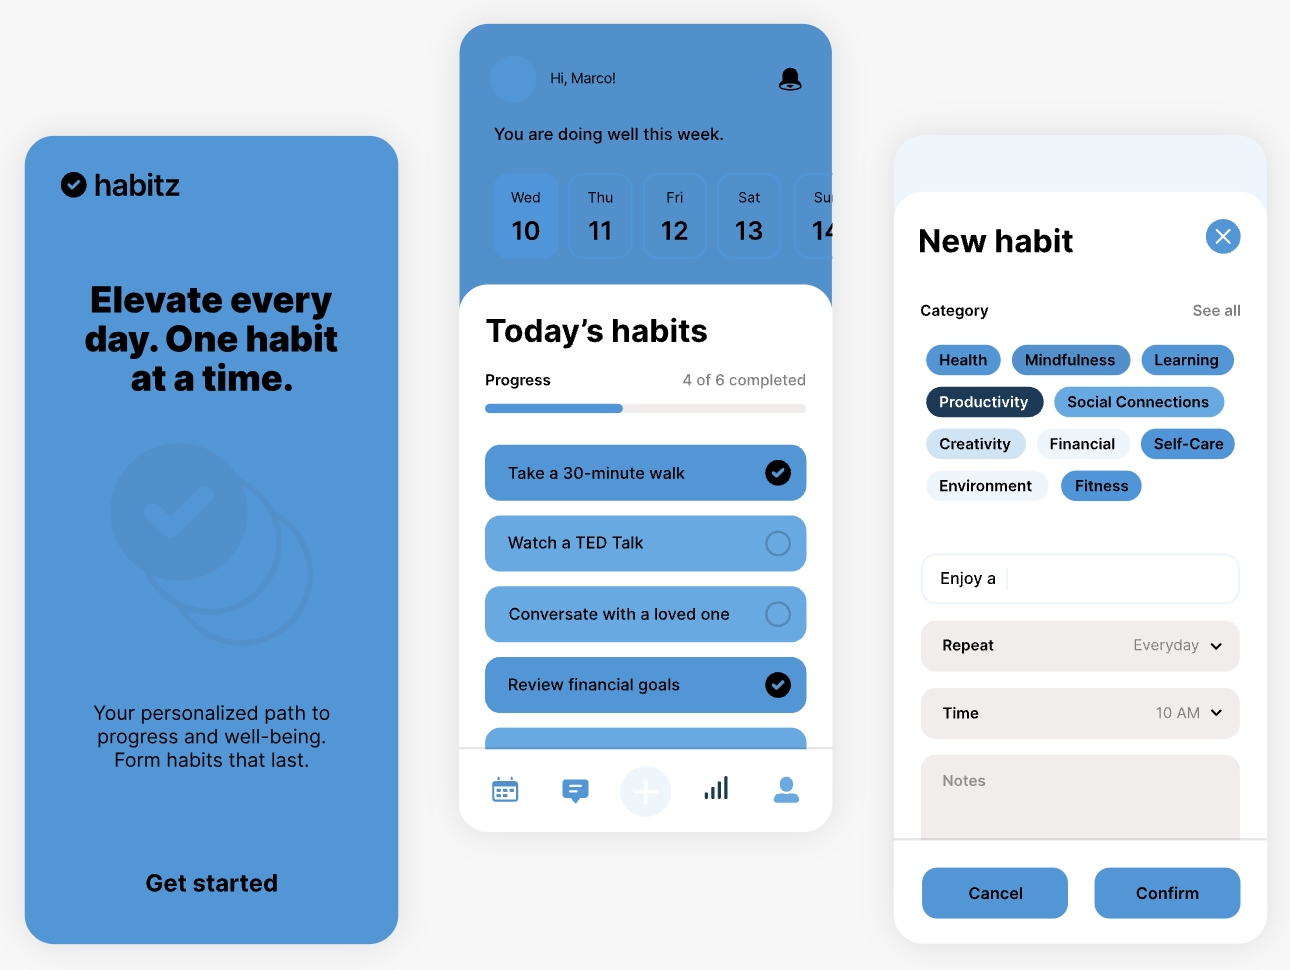 habitz
Elevate every
day. One habit
at a time.
Your personalized path to
progress and well-being.
Form habits that last.
Get started
Hi, Marco!
You are doing well this week.
Wed Thu Fri Sat Su
10 11 12 13 14
Today's habits
Progress 4 of 6 completed
Take a 30-minute walk
Watch a TED Talk
Conversate with a loved one
Review financial goals
New habit
Category See all
Health Mindfulness Learning
Productivity Social Connections
Creativity Financial Self-Care
Environment Fitness
Enjoy a
Repeat Everyday
Time 10 AM
Notes
Cancel Confirm